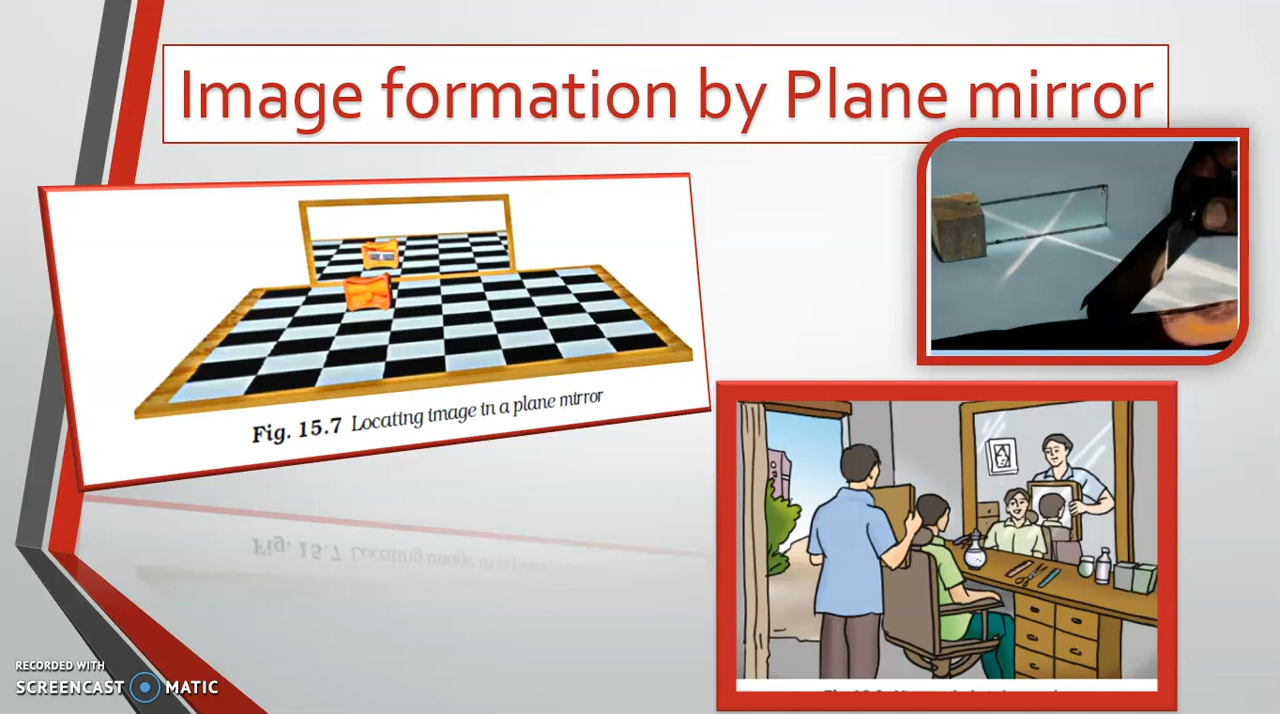 Image formation by Plane mirror
Fig. 15.7 Locating image in a plane mirror
RECORDED WITH
SCREENCAST MATIC